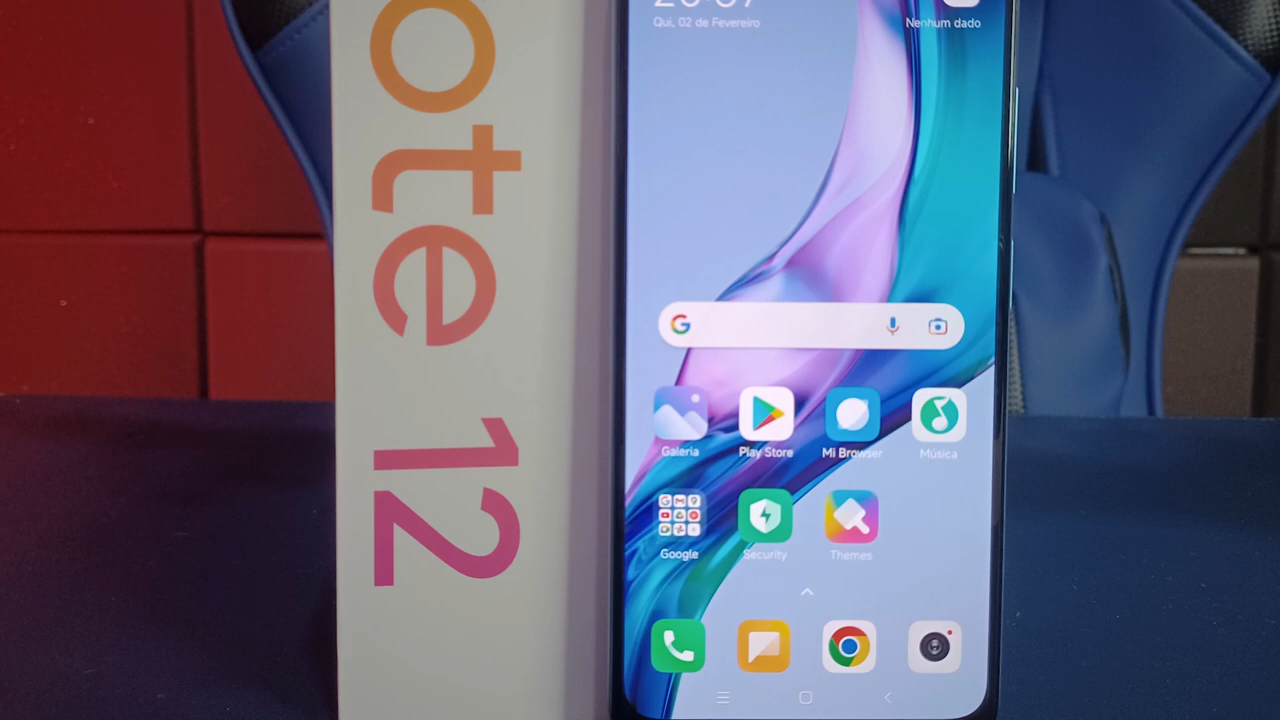 ote 12
Qui, 02 de Fevereiro
Nenhum dado
Galeria
Play Store
Mi Browser
Música
Google
Security
Themes